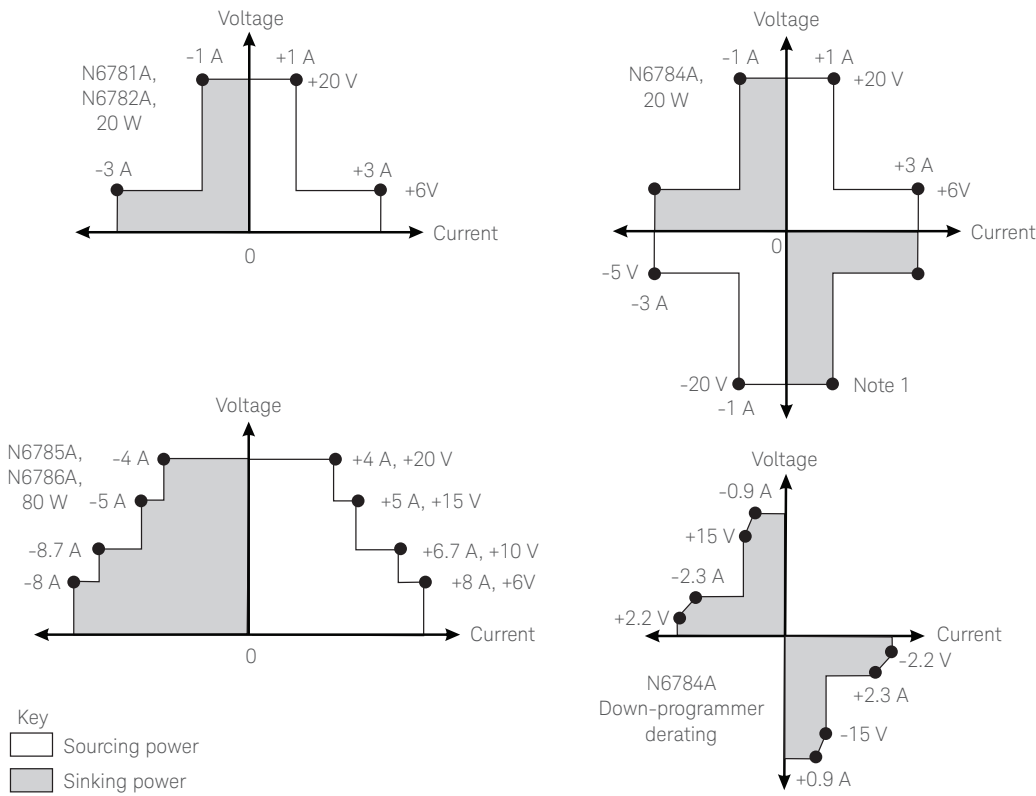 Voltage
-1 A
+1 A
N6781A,
N6782A,
20 W
+20 V
-3 A
+3 A
+6V
Current
0
Voltage
-1 A
+1 A
N6784A,
20 W
+20 V
+3 A
+6V
0
Current
-5 V
-3 A
-20 V
-1 A
Note 1
Voltage
N6785A,
N6786A,
80 W
-4 A
+4 A, +20 V
-5 A
+5 A, +15 V
-8.7 A
+6.7 A, +10 V
-8 A
+8 A, +6V
Current
0
Voltage
-0.9 A
+15 V
-2.3 A
+2.2 V
Current
-2.2 V
N6784A
Down-programmer
derating
+2.3 A
-15 V
+0.9 A
Key
Sourcing power
Sinking power